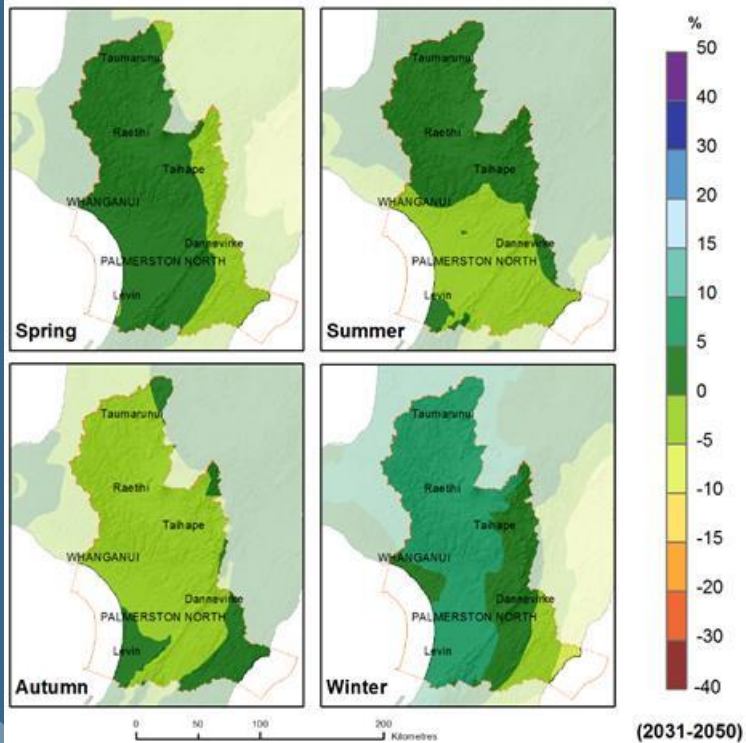 Taumarunui
Raetihi
Taihape
WHANGANUI
Dannevirke
PALMERSTON NORTH
Levin
Spring
Taumarunui
Raetihi
Taihape
WHANGANUI
Dannevirke
PALMERSTON NORTH
Levin
Summer
Taumarunui
Raetihi
Taihape
WHANGANUI
Dannevirke
PALMERSTON NORTH
Levin
Autumn
Taumarunui
Raetihi
Taihape
WHANGANUI
Dannevirke
PALMERSTON NORTH
Levin
Winter
%
50
40
30
20
15
10
5
0
-5
-10
-15
-20
-30
-40
(2031-2050)
0 50 100 200
Kilometres